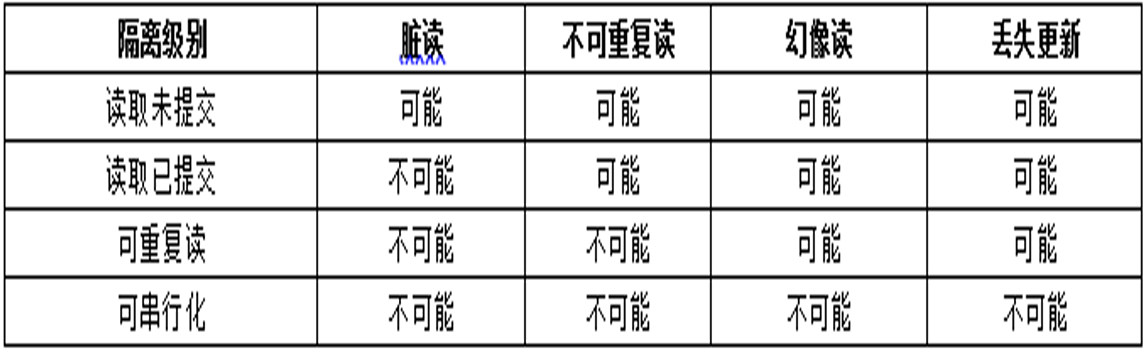 隔离级别 脏读 不可重复读 幻像读 丢失更新
读取未提交 可能 可能 可能 可能
读取已提交 不可能 可能 可能 可能
可重复读 不可能 不可能 可能 可能
可串行化 不可能 不可能 不可能 不可能